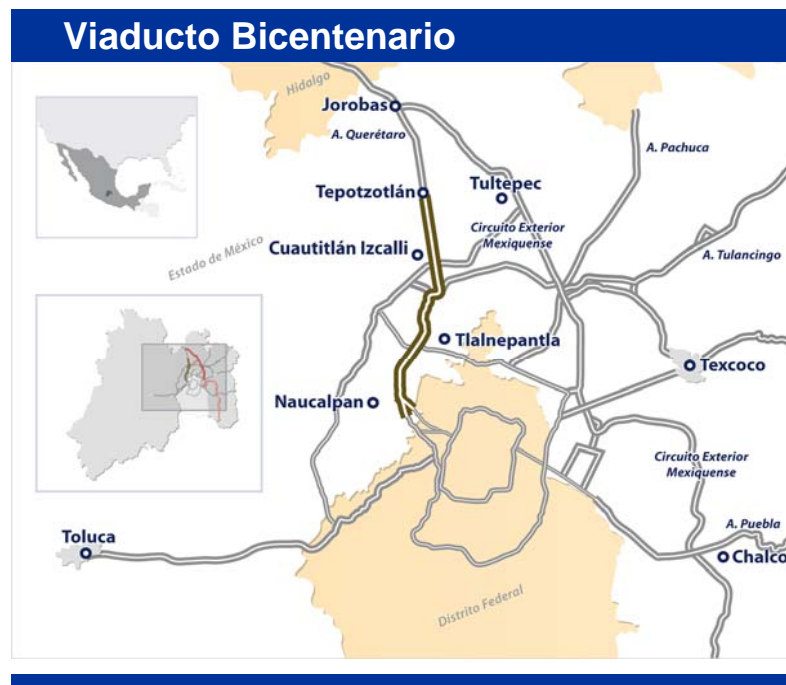 Viaducto Bicentenario
Hidalgo
Jorobas
A. Querétaro
A. Pachuca
Tepotzotlán
Tultepec
Circuito Exterior
Mexiquense
Estado de México
Cuautitlán Izcalli
A. Tulancingo
Tlalnepantla
Texcoco
Naucalpan
Circuito Exterior
Mexiquense
A. Puebla
Toluca
Chalco
Distrito Federal